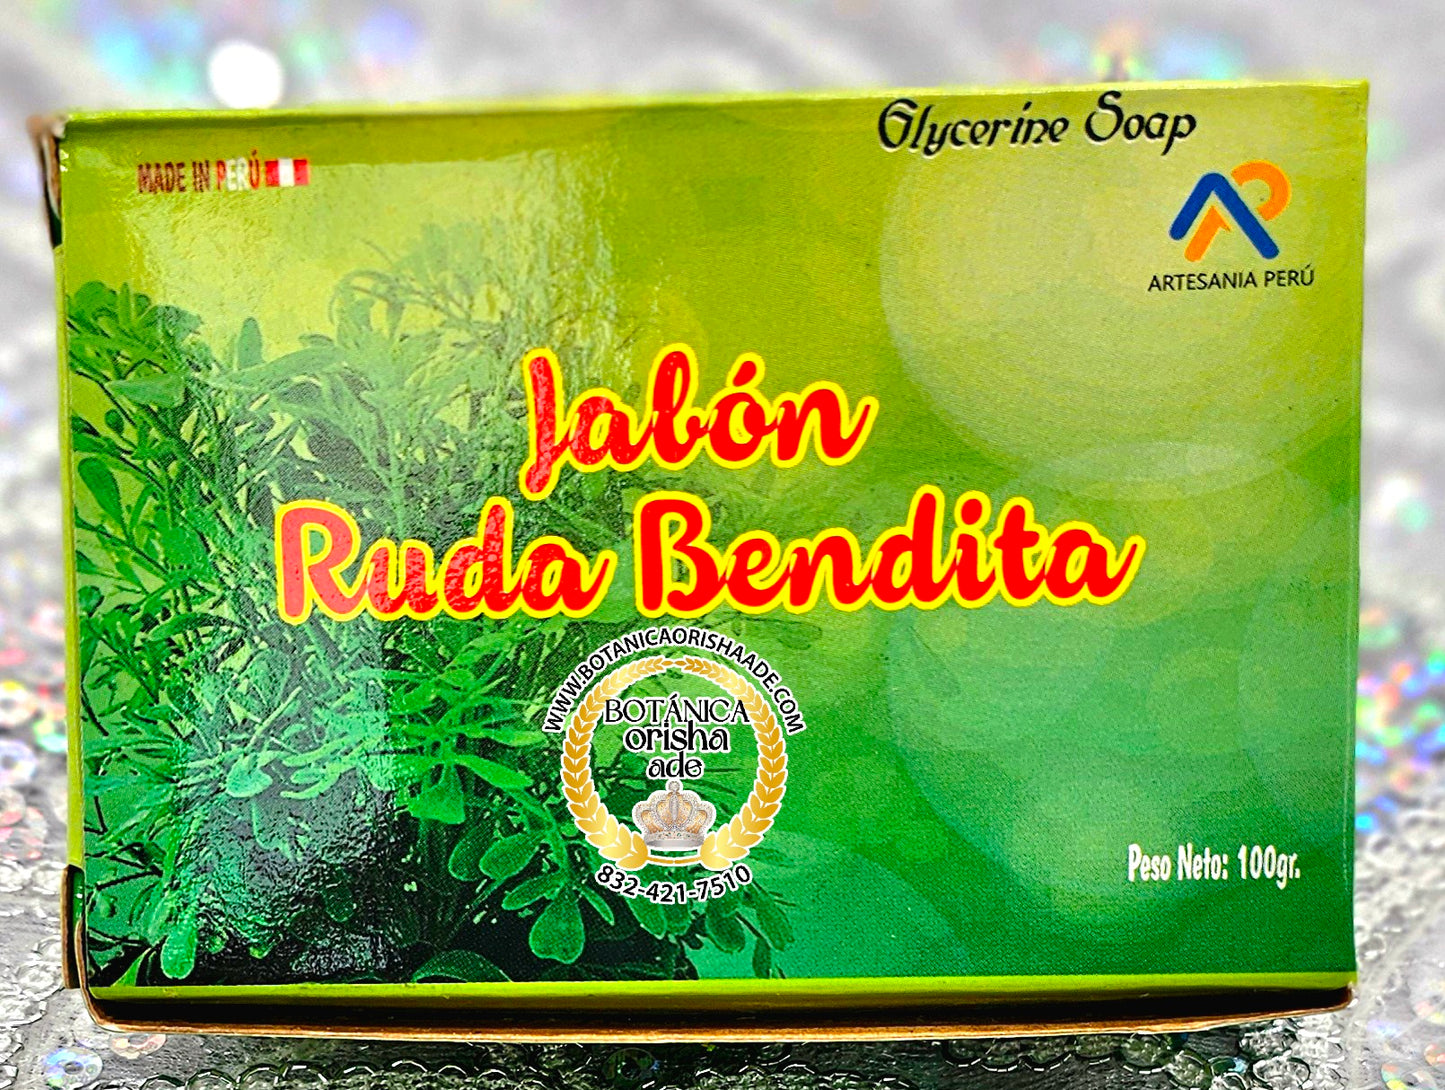 Glycerine Soap
MADE IN PERÚ
ARTESANIA PERÚ
Jabón
Ruda Bendita
WWW.BOTANICAORISHAADE.COM
BOTÁNICA
orisha
ade
832-421-7510
Peso Neto: 100gr.